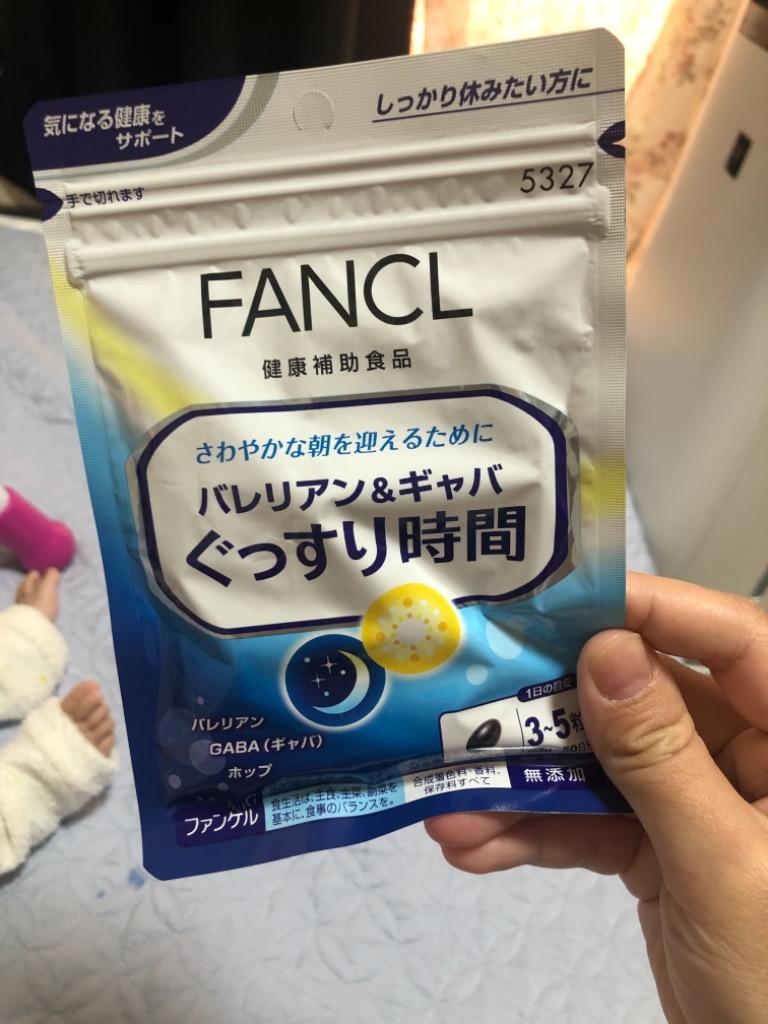 気になる健康を
サポート
しっかり休みたい方に
手で切れます
5327
FANCL
健康補助食品
さわやかな朝を迎えるために
バレリアン&ギャバ
ぐっすり時間
バレリアン
GABA(ギャバ)
ホップ
1日の目安
3~5粒
ファンケル
食生活は、主食、主菜、副菜を
基本に、食事のバランスを。
合成着色料・香料、
保存料すべて
無添加